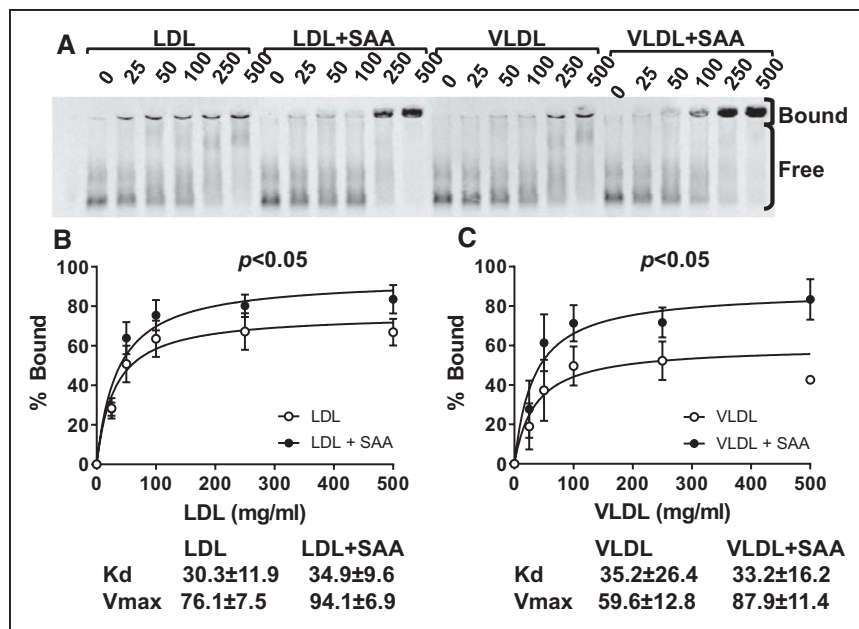 A
LDL LDL+SAA VLDL VLDL+SAA
0 25 50 100 250 500 0 25 50 100 250 500 0 25 50 100 250 500 0 25 50 100 250 500
Bound
Free
B
p<0.05
% Bound
100
80
60
40
20
0
LDL
LDL + SAA
0 100 200 300 400 500
LDL (mg/ml)
LDL LDL+SAA
Kd 30.3±11.9 34.9±9.6
Vmax 76.1±7.5 94.1±6.9
C
p<0.05
% Bound
100
80
60
40
20
0
VLDL
VLDL + SAA
0 100 200 300 400 500
VLDL (mg/ml)
VLDL VLDL+SAA
Kd 35.2±26.4 33.2±16.2
Vmax 59.6±12.8 87.9±11.4